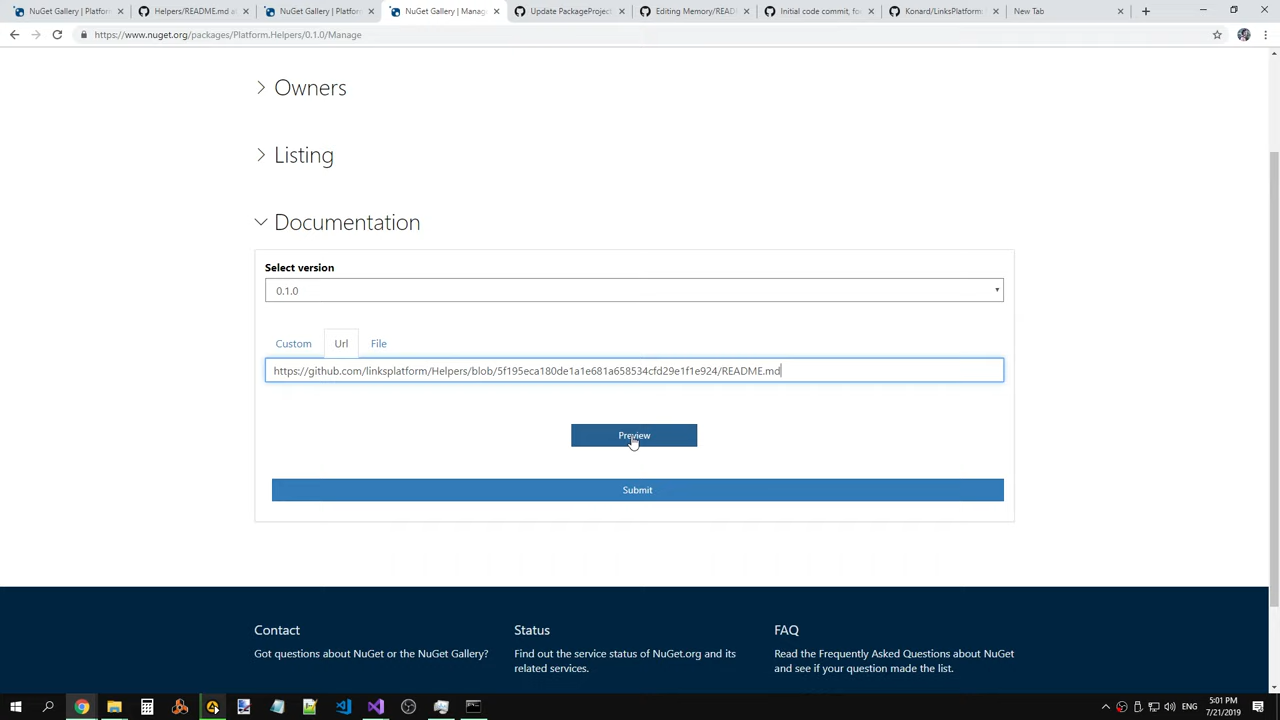 NuGet Gallery | Platform
Helpers/README.md at
NuGet Gallery | Platform
NuGet Gallery | Manage
Update PackageProject
Editing Memory/READM
Initial code commit, fo
Konard/LinksPlatform
New Tab
https://www.nuget.org/packages/Platform.Helpers/0.1.0/Manage
Owners
Listing
Documentation
Select version
0.1.0
Custom
Url
File
https://github.com/linksplatform/Helpers/blob/5f195eca180de1a1e681a658534cfd29e1f1e924/README.md
Preview
Submit
Contact
Status
FAQ
Got questions about NuGet or the NuGet Gallery?
Find out the service status of NuGet.org and its
related services.
Read the Frequently Asked Questions about NuGet
and see if your question made the list.
ENG
5:01 PM
7/21/2019